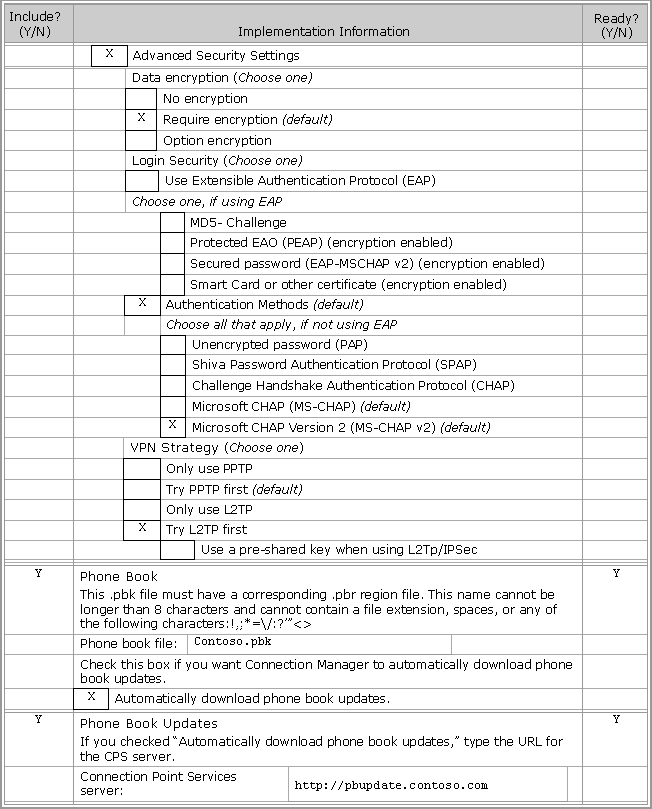 Include? (Y/N) Implementation Information Ready? (Y/N)
X Advanced Security Settings
Data encryption (Choose one)
No encryption
X Require encryption (default)
Option encryption
Login Security (Choose one)
Use Extensible Authentication Protocol (EAP)
Choose one, if using EAP
MD5- Challenge
Protected EAO (PEAP) (encryption enabled)
Secured password (EAP-MSCHAP v2) (encryption enabled)
Smart Card or other certificate (encryption enabled)
X Authentication Methods (default)
Choose all that apply, if not using EAP
Unencrypted password (PAP)
Shiva Password Authentication Protocol (SPAP)
Challenge Handshake Authentication Protocol (CHAP)
Microsoft CHAP (MS-CHAP) (default)
X Microsoft CHAP Version 2 (MS-CHAP v2) (default)
VPN Strategy (Choose one)
Only use PPTP
Try PPTP first (default)
Only use L2TP
X Try L2TP first
Use a pre-shared key when using L2Tp/IPSec
Y Phone Book Y
This .pbk file must have a corresponding .pbr region file. This name cannot be
longer than 8 characters and cannot contain a file extension, spaces, or any of
the following characters:!,;*=\/:?’”<>
Phone book file: Contoso.pbk
Check this box if you want Connection Manager to automatically download phone
book updates.
X Automatically download phone book updates.
Y Phone Book Updates Y
If you checked “Automatically download phone book updates,” type the URL for
the CPS server.
Connection Point Services
server: http://pbupdate.contoso.com